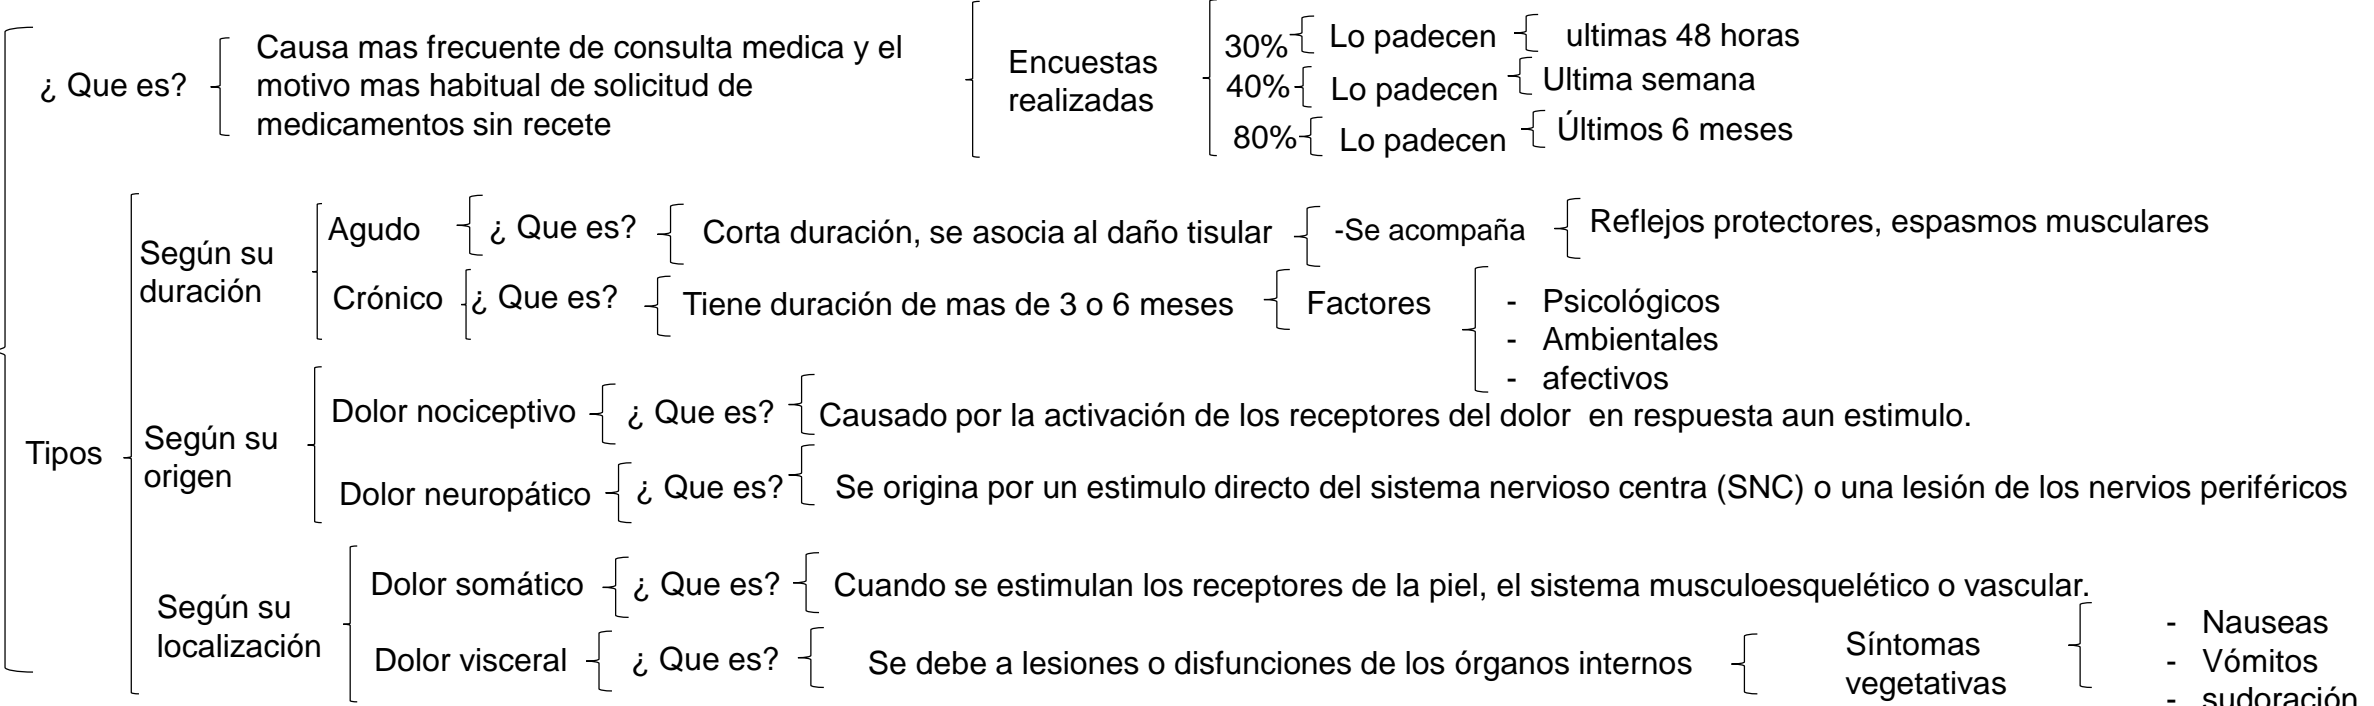 ¿ Que es?
Causa mas frecuente de consulta medica y el
motivo mas habitual de solicitud de
medicamentos sin recete
Encuestas
realizadas
30%
Lo padecen
ultimas 48 horas
40%
Lo padecen
Ultima semana
80%
Lo padecen
Últimos 6 meses
Tipos
Según su
duración
Agudo
¿ Que es?
Corta duración, se asocia al daño tisular
-Se acompaña
Reflejos protectores, espasmos musculares
Crónico
¿ Que es?
Tiene duración de mas de 3 o 6 meses
Factores
- Psicológicos
- Ambientales
- afectivos
Según su
origen
Dolor nociceptivo
¿ Que es?
Causado por la activación de los receptores del dolor en respuesta aun estimulo.
Dolor neuropático
¿ Que es?
Se origina por un estimulo directo del sistema nervioso centra (SNC) o una lesión de los nervios periféricos
Según su
localización
Dolor somático
¿ Que es?
Cuando se estimulan los receptores de la piel, el sistema musculoesquelético o vascular.
Dolor visceral
¿ Que es?
Se debe a lesiones o disfunciones de los órganos internos
Síntomas
vegetativas
- Nauseas
- Vómitos
- sudoración